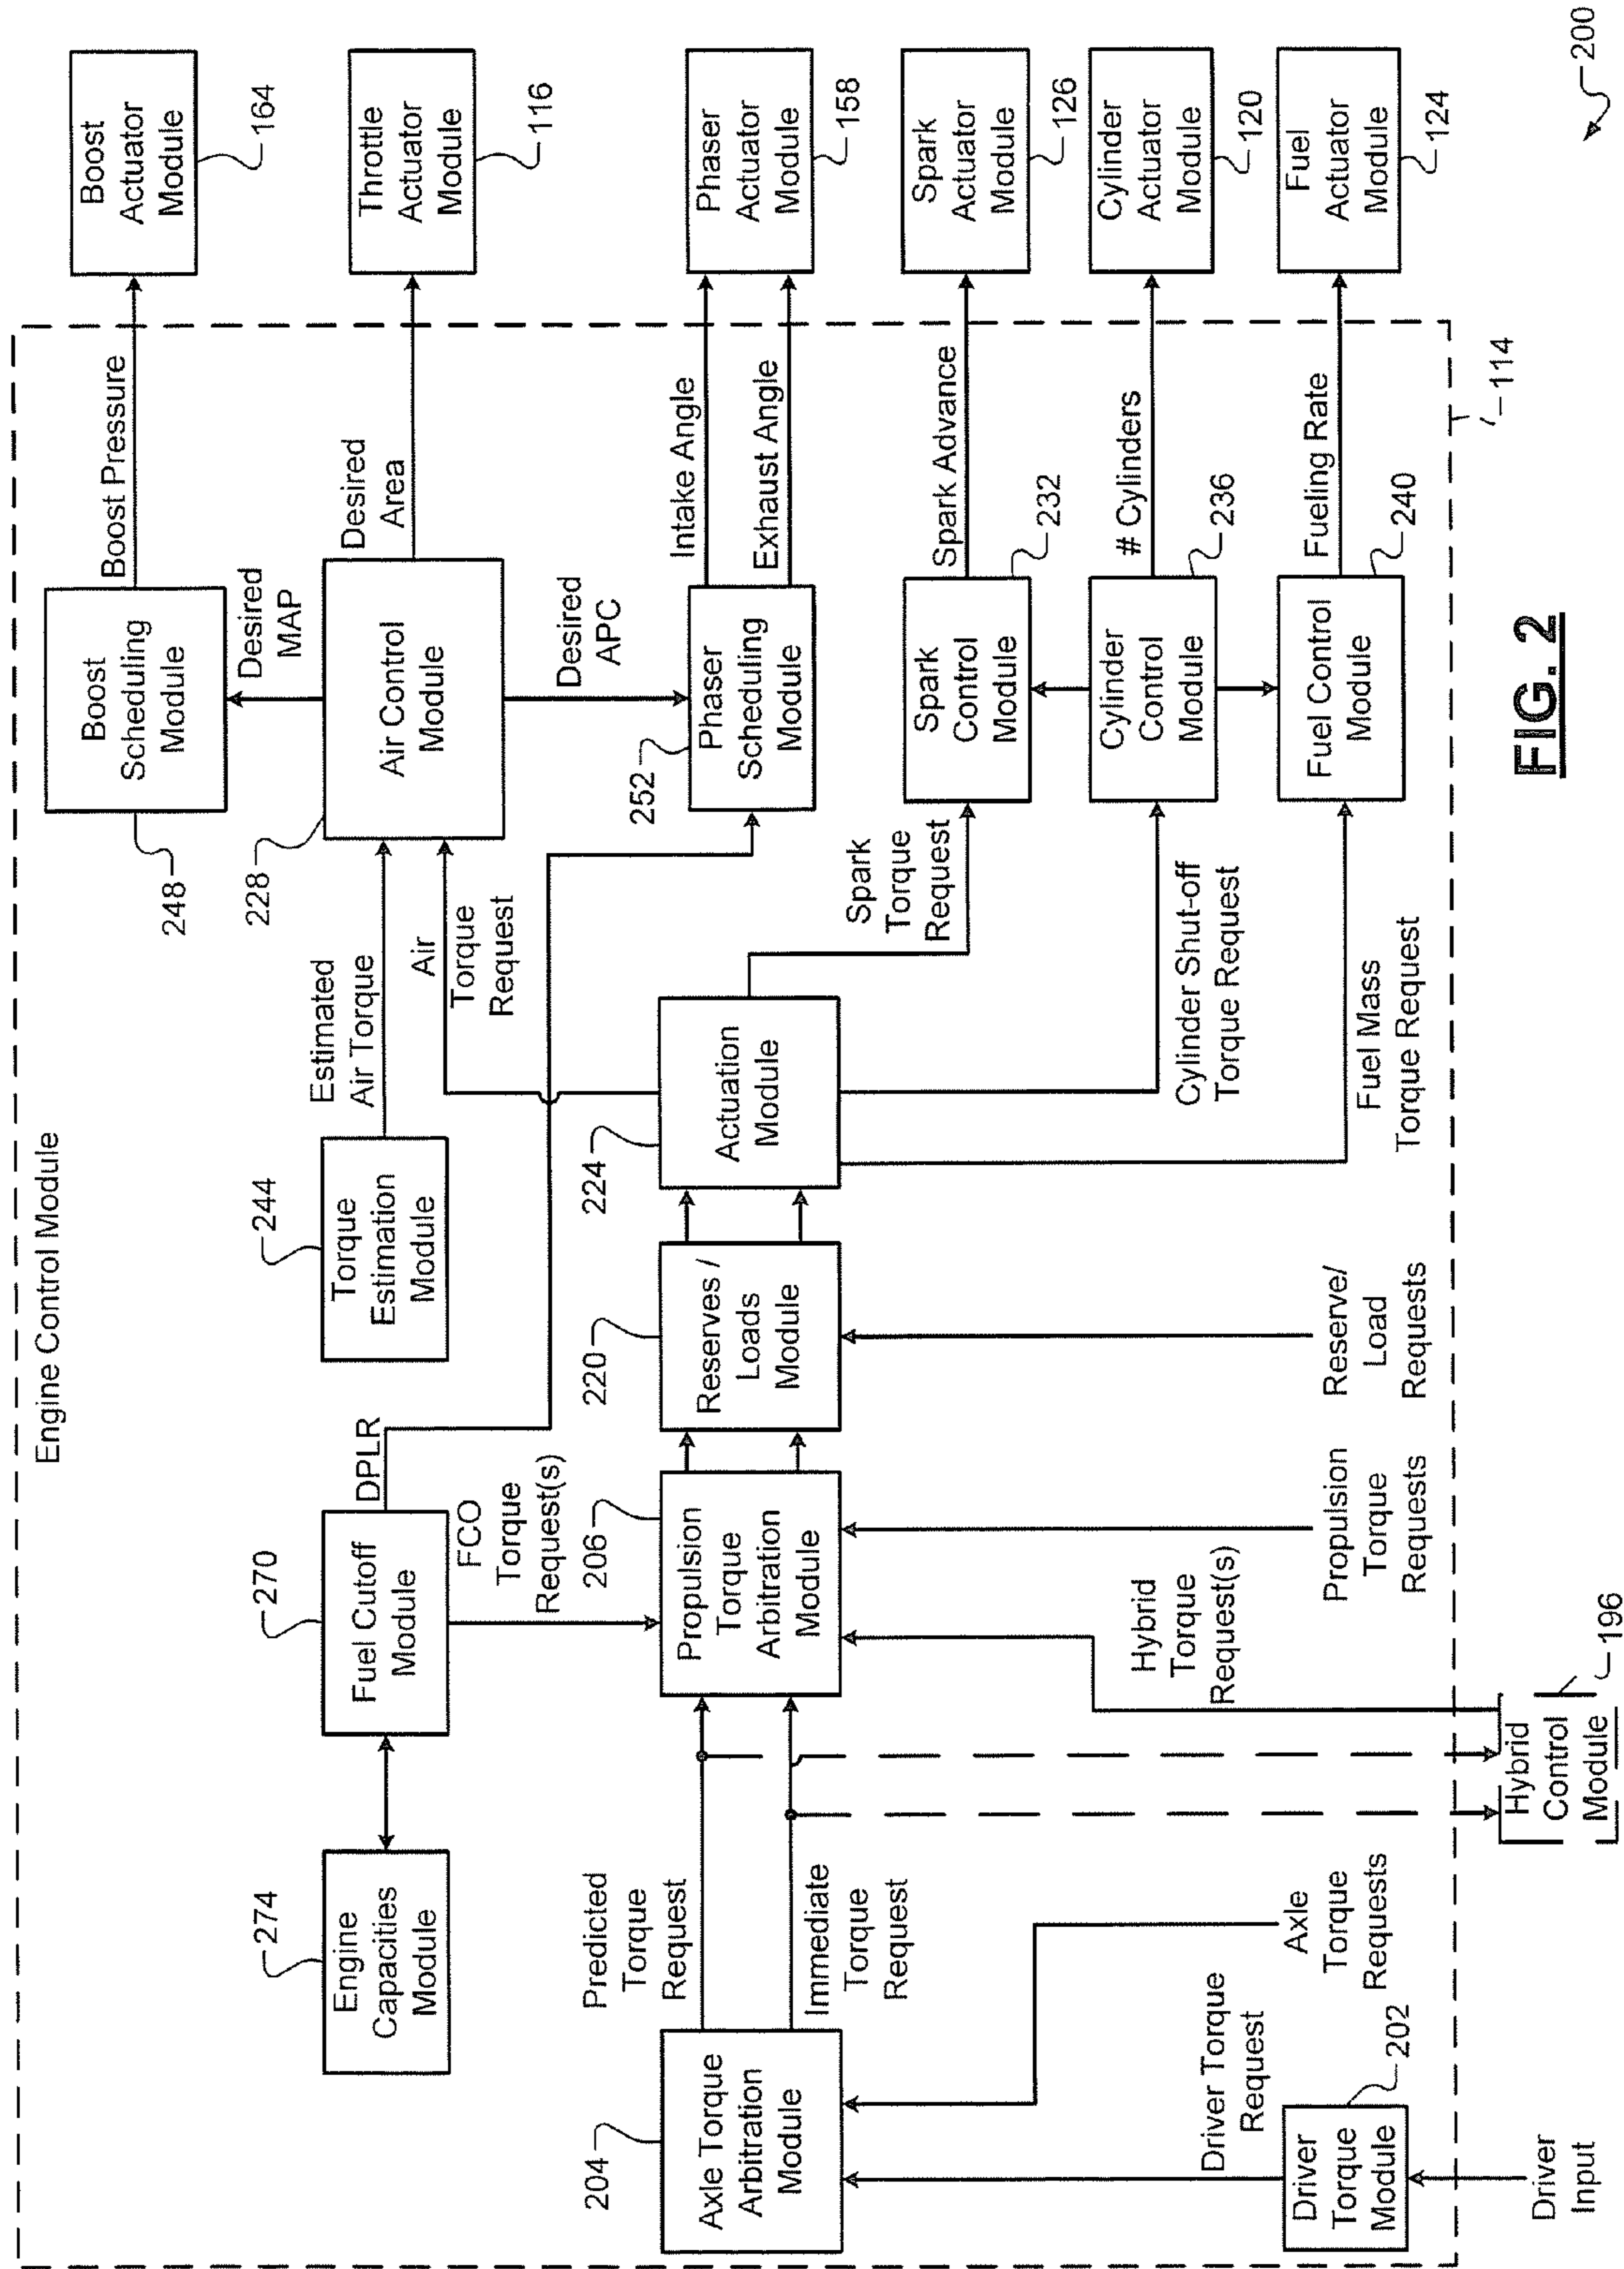 Engine Control Module
Boost
Actuator
Module
164
Throttle
Actuator
Module
116
Phaser
Actuator
Module
158
Spark
Actuator
Module
126
Cylinder
Actuator
Module
120
Fuel
Actuator
Module
124
Boost Pressure
Desired
Area
Intake Angle
Exhaust Angle
Spark Advance
# Cylinders
Fueling Rate
Boost
Scheduling
Module
248
Desired
MAP
Air Control
Module
228
Desired
APC
Phaser
Scheduling
Module
252
Spark
Control
Module
232
Cylinder
Control
Module
236
Fuel Control
Module
240
Estimated
Air Torque
Air
Torque
Request
Spark
Torque
Request
Cylinder Shut-off
Torque Request
Fuel Mass
Torque Request
244
Torque
Estimation
Module
224
Actuation
Module
220
Reserves /
Loads
Module
Reserve/
Load
Requests
270
Fuel Cutoff
Module
DPLR
FCO
Torque
Request(s)
206
Propulsion
Torque
Arbitration
Module
Propulsion
Torque
Requests
Hybrid
Torque
Request(s)
274
Engine
Capacities
Module
Predicted
Torque
Request
Immediate
Torque
Request
Hybrid
Control
Module
196
204
Axle Torque
Arbitration
Module
Axle
Torque
Requests
Driver Torque
Request
202
Driver
Torque
Module
Driver
Input
114
200
FIG. 2